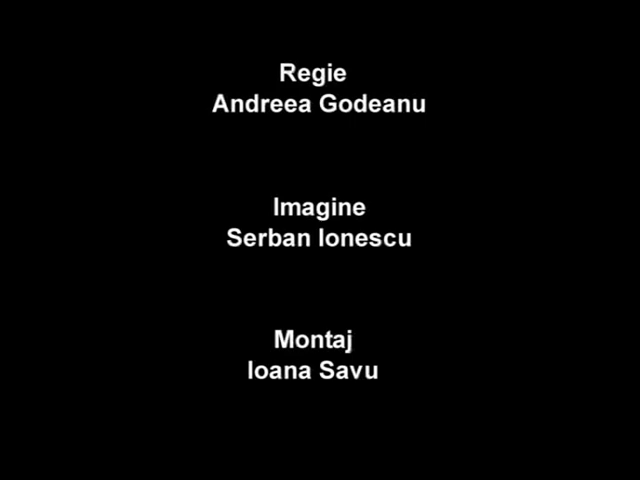 Regie
Andreea Godeanu
Imagine
Serban Ionescu
Montaj
Ioana Savu